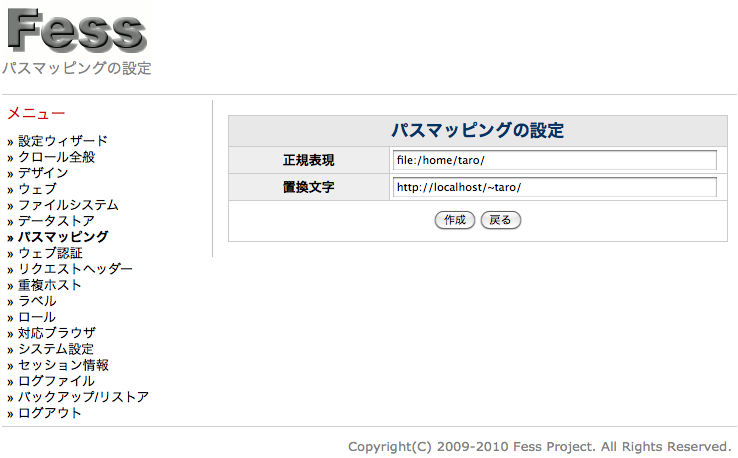 Fess
パスマッピングの設定
メニュー
» 設定ウィザード
» クロール全般
» デザイン
» ウェブ
» ファイルシステム
» データストア
» パスマッピング
» ウェブ認証
» リクエストヘッダー
» 重複ホスト
» ラベル
» ロール
» 対応ブラウザ
» システム設定
» セッション情報
» ログファイル
» バックアップ/リストア
» ログアウト
パスマッピングの設定
正規表現 file:/home/taro/
置換文字 http://localhost/~taro/
作成 戻る
Copyright(C) 2009-2010 Fess Project. All Rights Reserved.